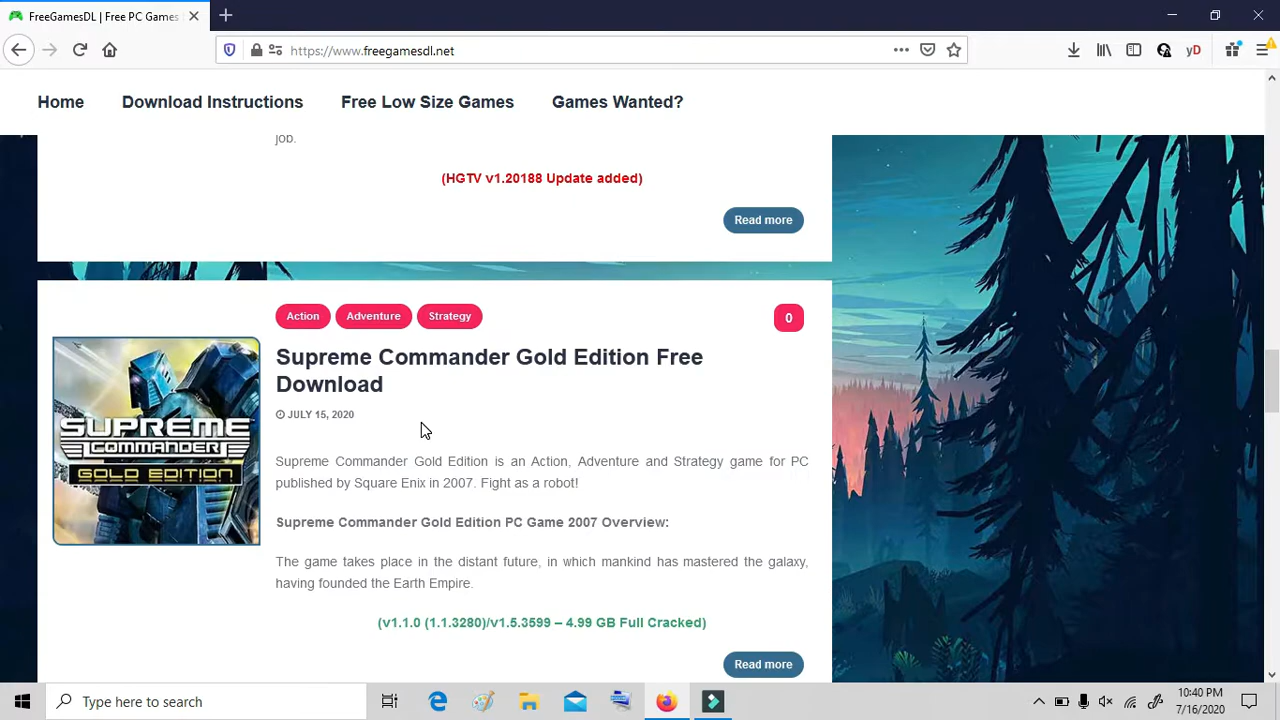 FreeGamesDL | Free PC Games
https://www.freegamesdl.net
yD
Home Download Instructions Free Low Size Games Games Wanted?
job.
(HGTV v1.20188 Update added)
Read more
Action Adventure Strategy 0
Supreme Commander Gold Edition Free
Download
JULY 15, 2020
SUPREME
COMMANDER
GOLD EDITION
Supreme Commander Gold Edition is an Action, Adventure and Strategy game for PC
published by Square Enix in 2007. Fight as a robot!
Supreme Commander Gold Edition PC Game 2007 Overview:
The game takes place in the distant future, in which mankind has mastered the galaxy,
having founded the Earth Empire.
(v1.1.0 (1.1.3280)/v1.5.3599 – 4.99 GB Full Cracked)
Read more
Type here to search
10:40 PM
7/16/2020